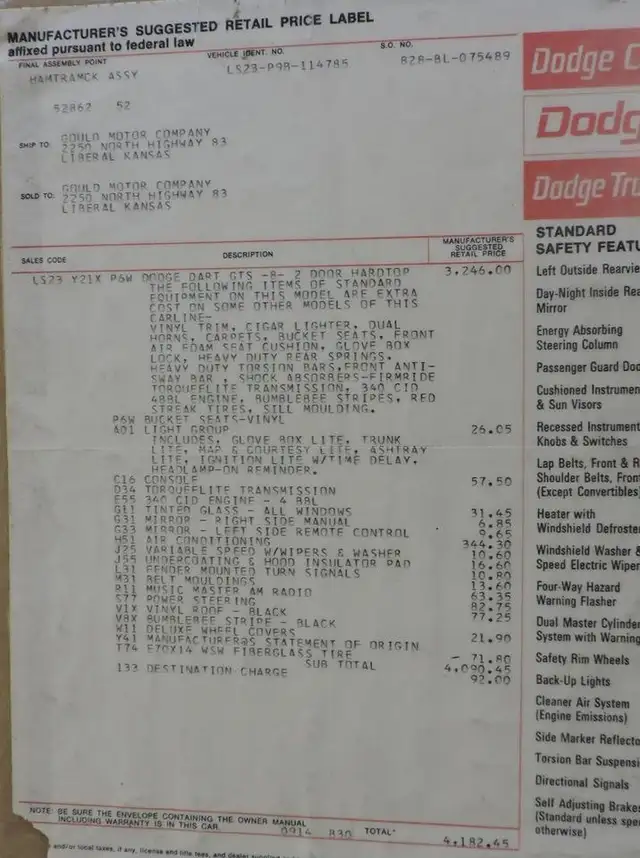 MANUFACTURER'S SUGGESTED RETAIL PRICE LABEL
affixed pursuant to federal law
FINAL ASSEMBLY POINT
VEHICLE IDENT. NO.
S.O. NO.
HAMTRAMCK ASSY
LS23-P9B-114785
828-BL-075489
52862 52
SHIP TO:
GOULD MOTOR COMPANY
2250 NORTH HIGHWAY 83
LIBERAL KANSAS
SOLD TO:
GOULD MOTOR COMPANY
2250 NORTH HIGHWAY 83
LIBERAL KANSAS
SALES CODE
DESCRIPTION
MANUFACTURER'S SUGGESTED RETAIL PRICE
LS23 Y21X P6W DODGE DART GTS -8- 2 DOOR HARDTOP 3,246.00
THE FOLLOWING ITEMS OF STANDARD
EQUIPMENT ON THIS MODEL ARE EXTRA
COST ON SOME OTHER MODELS OF THIS
CARLINE-
VINYL TRIM, CIGAR LIGHTER, DUAL
HORNS, CARPETS, BUCKET SEATS, FRONT
AIR FOAM SEAT CUSHION, GLOVE BOX
LOCK, HEAVY DUTY REAR SPRINGS,
HEAVY DUTY TORSION BARS,FRONT ANTI-
SWAY BAR , SHOCK ABSORBERS-FIRMRIDE
TORQUEFLITE TRANSMISSION, 340 CID
4BBL ENGINE, BUMBLEBEE STRIPES, RED
STREAK TIRES, SILL MOULDING.
P6W BUCKET SEATS-VINYL
A01 LIGHT GROUP 26.05
INCLUDES, GLOVE BOX LITE, TRUNK
LITE, MAP & COURTESY LITE, ASHTRAY
LITE, IGNITION LITE W/TIME DELAY,
HEADLAMP-ON REMINDER.
C16 CONSOLE 57.50
D34 TORQUEFLITE TRANSMISSION
E55 340 CID ENGINE - 4 BBL
G11 TINTED GLASS - ALL WINDOWS 31.45
G31 MIRROR - RIGHT SIDE MANUAL 6.85
G33 MIRROR - LEFT SIDE REMOTE CONTROL 9.65
H51 AIR CONDITIONING 344.30
J25 VARIABLE SPEED W/WIPERS & WASHER 10.60
J55 UNDERCOATING & HOOD INSULATOR PAD 16.60
L31 FENDER MOUNTED TURN SIGNALS 10.80
M31 BELT MOULDINGS 13.60
R11 MUSIC MASTER AM RADIO 63.35
S77 POWER STEERING 82.75
V1X VINYL ROOF - BLACK 77.25
V8X BUMBLEBEE STRIPE - BLACK
W11 DELUXE WHEEL COVERS 21.90
Y41 MANUFACTURERS STATEMENT OF ORIGIN
T74 E70X14 WSW FIBERGLASS TIRE - 71.80
SUB TOTAL 4,090.45
133 DESTINATION CHARGE 92.00
NOTE: BE SURE THE ENVELOPE CONTAINING THE OWNER MANUAL
INCLUDING WARRANTY IS IN THIS CAR.
0914 830 TOTAL* 4,182.45
and/or local taxes, if any, license and title fees, and dealer
Dodge C
Dodg
Dodge Tru
STANDARD
SAFETY FEATU
Left Outside Rearvie
Day-Night Inside Rea
Mirror
Energy Absorbing
Steering Column
Passenger Guard Doo
Cushioned Instrumen
& Sun Visors
Recessed Instrument
Knobs & Switches
Lap Belts, Front & R
Shoulder Belts, Fron
(Except Convertibles)
Heater with
Windshield Defroste
Windshield Washer &
Speed Electric Wiper
Four-Way Hazard
Warning Flasher
Dual Master Cylinder
System with Warning
Safety Rim Wheels
Back-Up Lights
Cleaner Air System
(Engine Emissions)
Side Marker Reflecto
Torsion Bar Suspensi
Directional Signals
Self Adjusting Brakes
(Standard unless spe
otherwise)